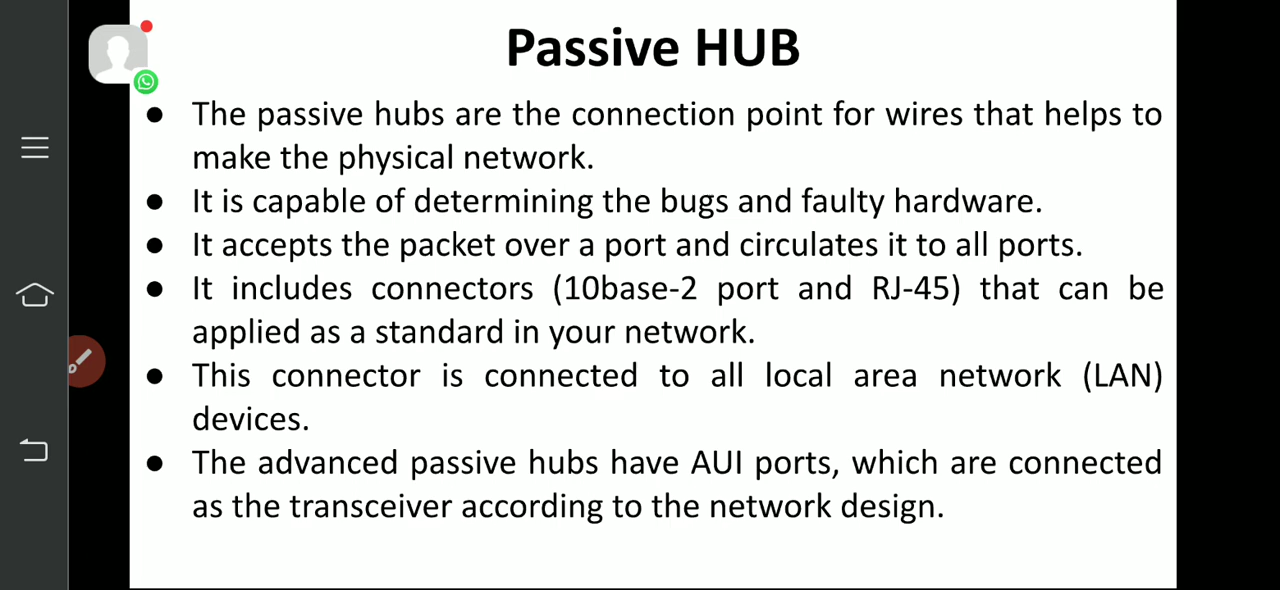 Passive HUB
● The passive hubs are the connection point for wires that helps to
make the physical network.
● It is capable of determining the bugs and faulty hardware.
● It accepts the packet over a port and circulates it to all ports.
● It includes connectors (10base-2 port and RJ-45) that can be
applied as a standard in your network.
● This connector is connected to all local area network (LAN)
devices.
● The advanced passive hubs have AUI ports, which are connected
as the transceiver according to the network design.